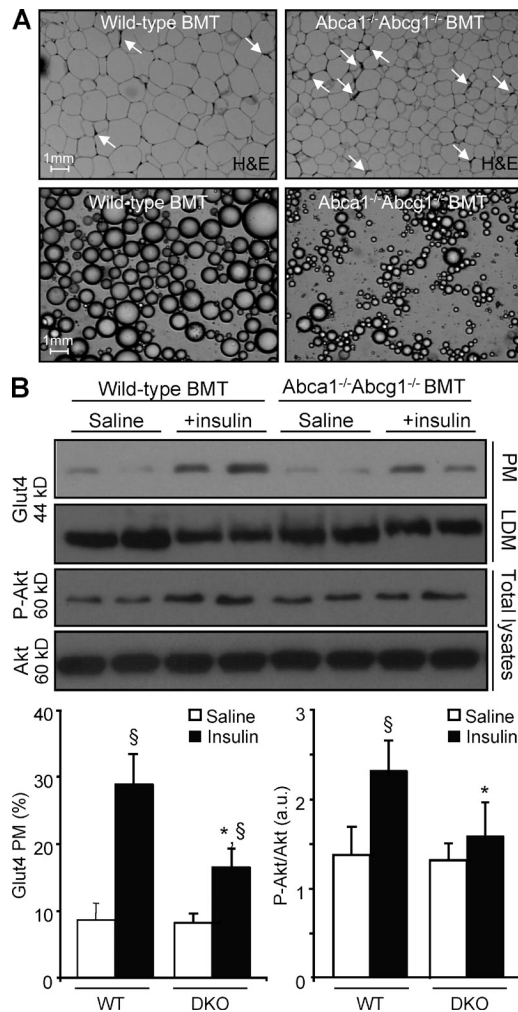 A
Wild-type BMT
Abca1-/-Abcg1-/- BMT
1mm
H&E
H&E
Wild-type BMT
Abca1-/-Abcg1-/- BMT
1mm
B
Wild-type BMT
Abca1-/-Abcg1-/- BMT
Saline
+insulin
Saline
+insulin
Glut4
44 kD
PM
LDM
P-Akt
60 kD
Akt
60 kD
Total lysates
Glut4 PM (%)
40
30
20
10
0
Saline
Insulin
§
* §
WT
DKO
P-Akt/Akt (a.u.)
3
2
1
0
Saline
Insulin
§
*
WT
DKO